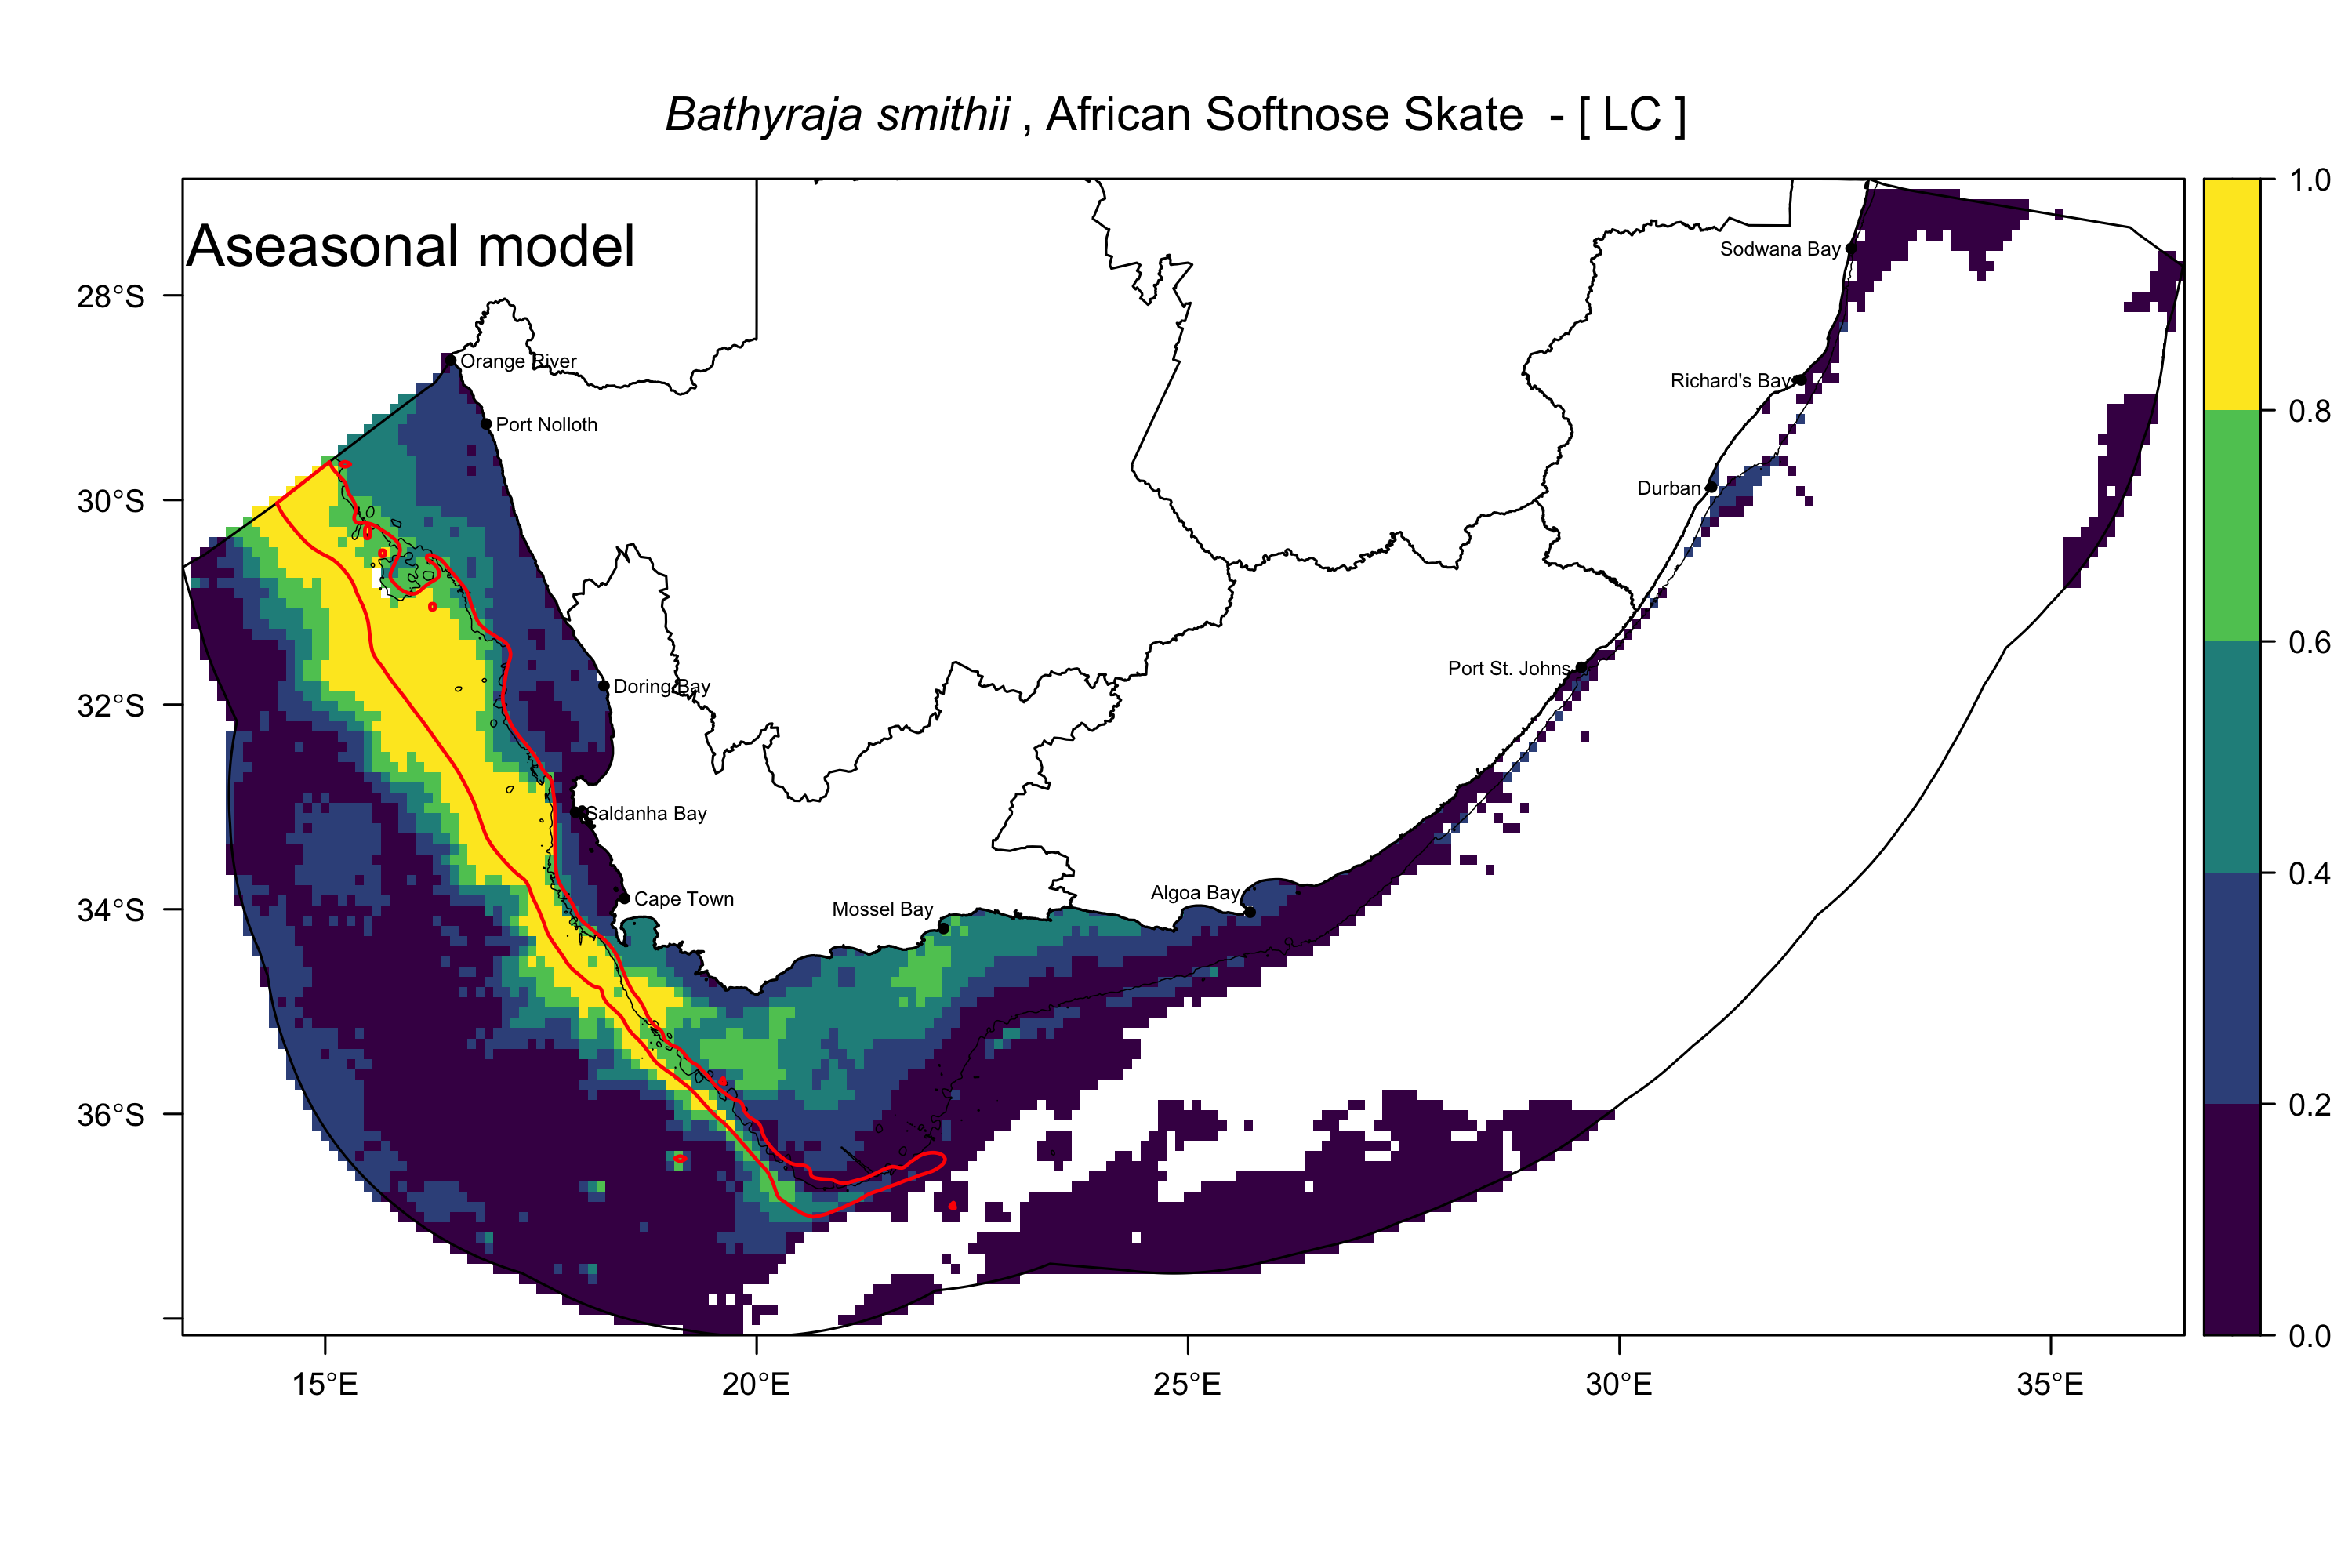 Bathyraja smithii , African Softnose Skate - [ LC ]
Aseasonal model
28°S
30°S
32°S
34°S
36°S
15°E
20°E
25°E
30°E
35°E
Orange River
Port Nolloth
Doring Bay
Saldanha Bay
Cape Town
Mossel Bay
Algoa Bay
Port St. Johns
Durban
Richard's Bay
Sodwana Bay
1.0
0.8
0.6
0.4
0.2
0.0